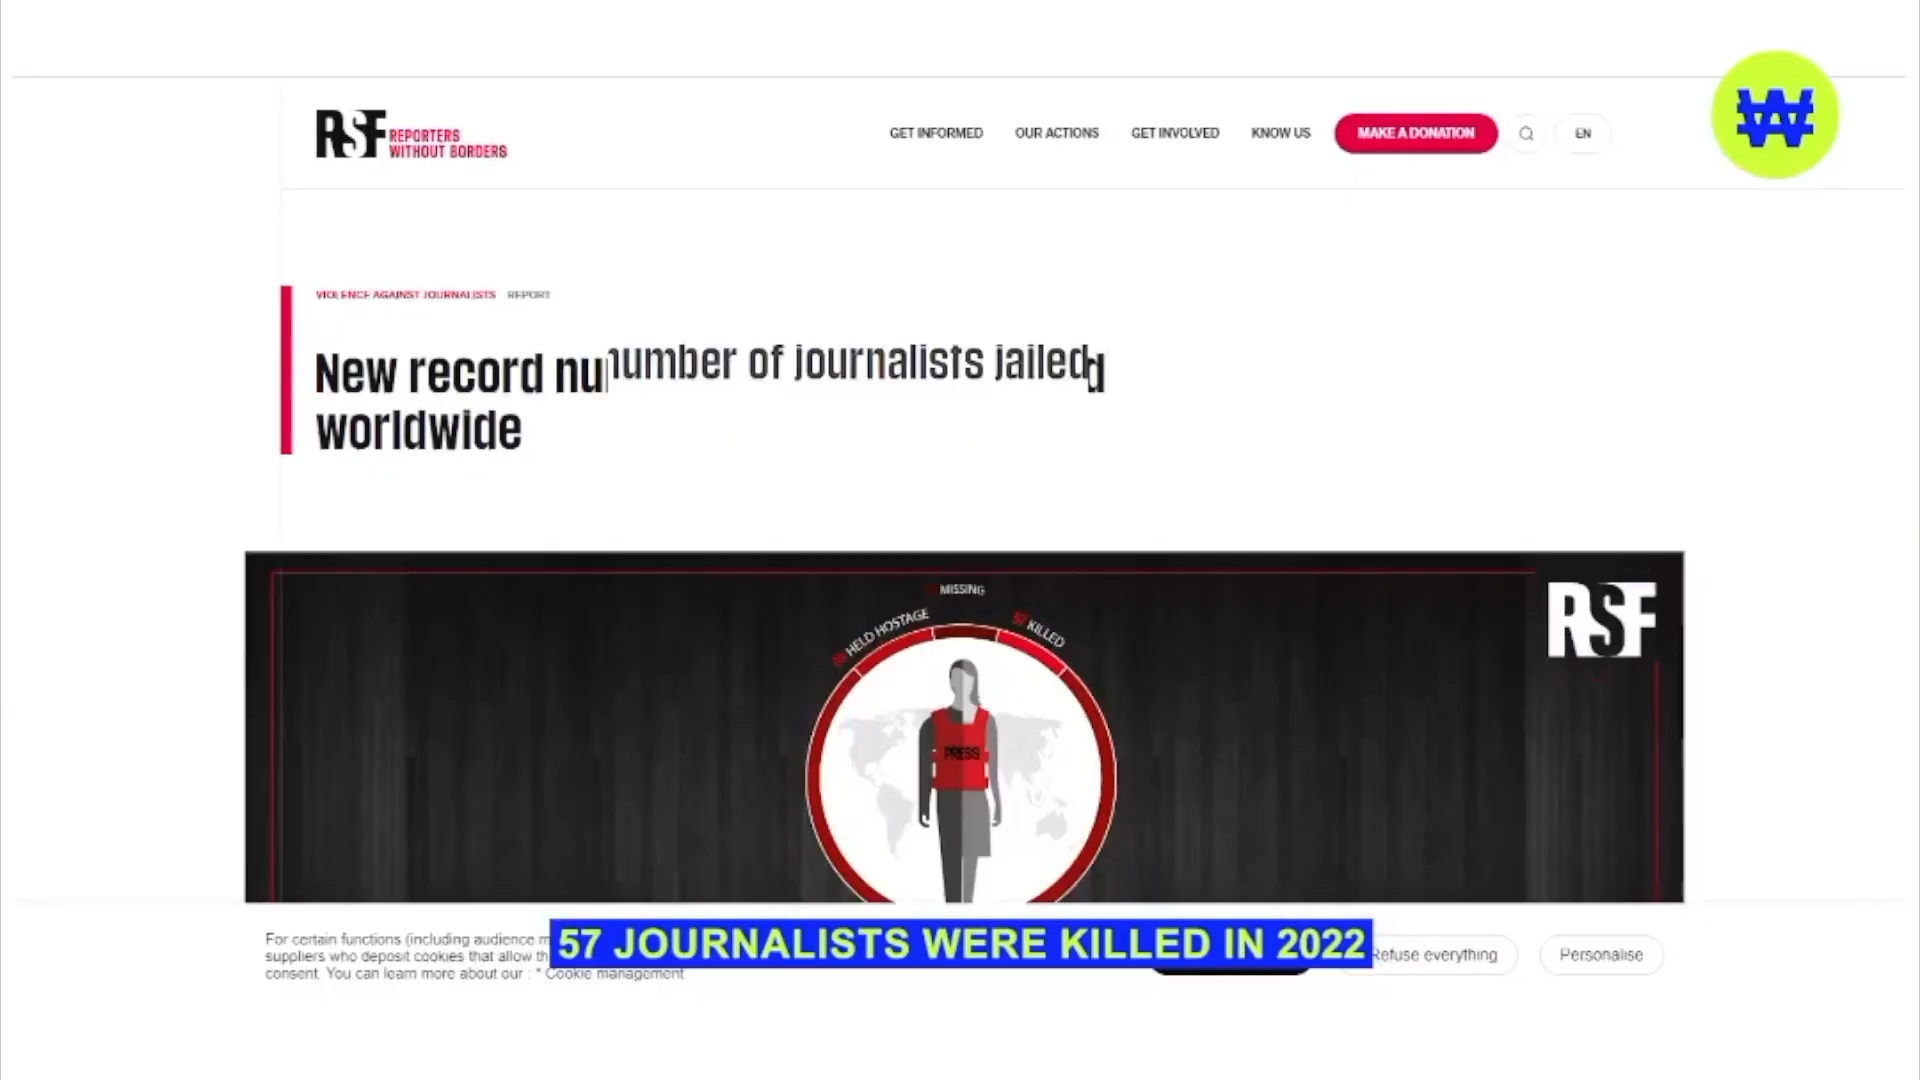 RSF REPORTERS
WITHOUT BORDERS
GET INFORMED OUR ACTIONS GET INVOLVED KNOW US MAKE A DONATION EN
₩
VIOLENCE AGAINST JOURNALISTS REPORT
New record number of journalists jailed
worldwide
MISSING
HELD HOSTAGE
57 KILLED
RSF
PRESS
For certain functions (including audience
suppliers who deposit cookies that allow
consent. You can learn more about our : " Cookie management
57 JOURNALISTS WERE KILLED IN 2022
Refuse everything
Personalise